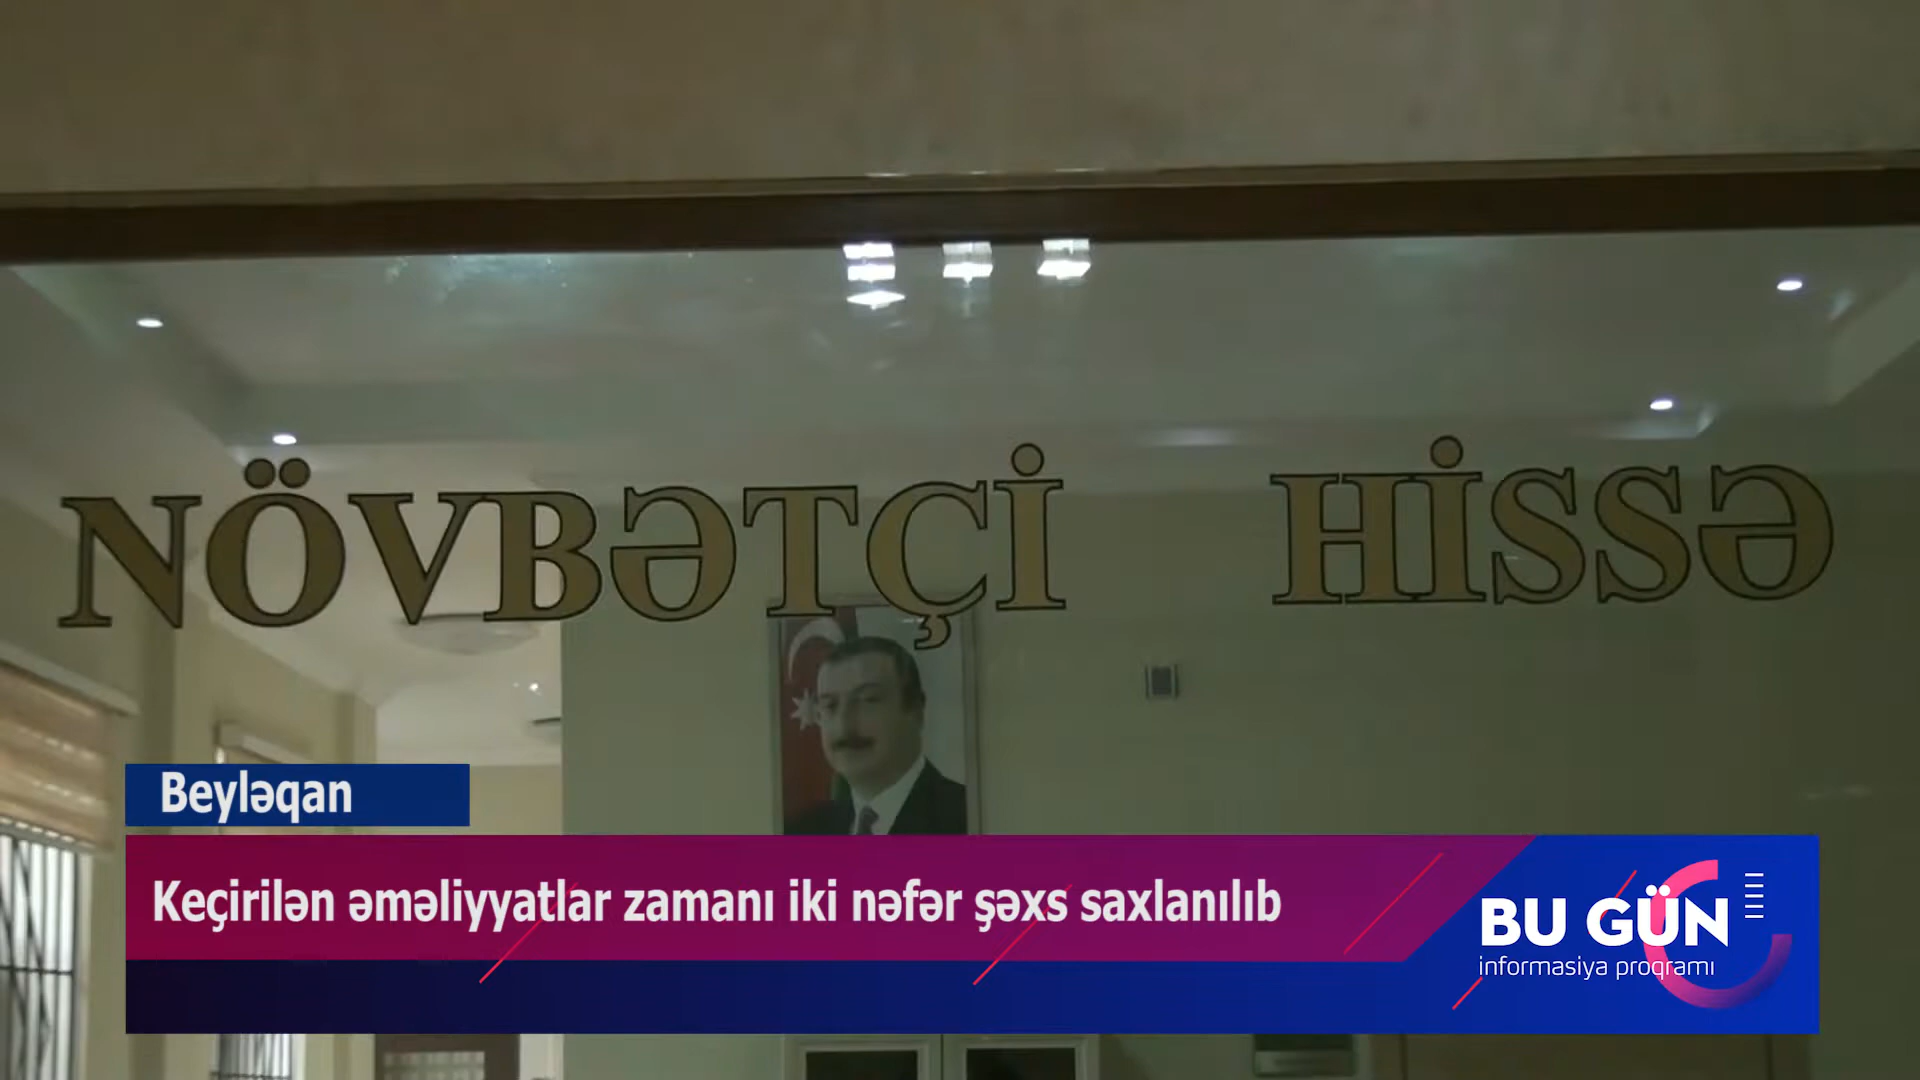 NÖVBƏTÇİ HİSSƏ
Beyləqan
Keçirilən əməliyyatlar zamanı iki nəfər şəxs saxlanılıb
BU GÜN
informasiya proqramı